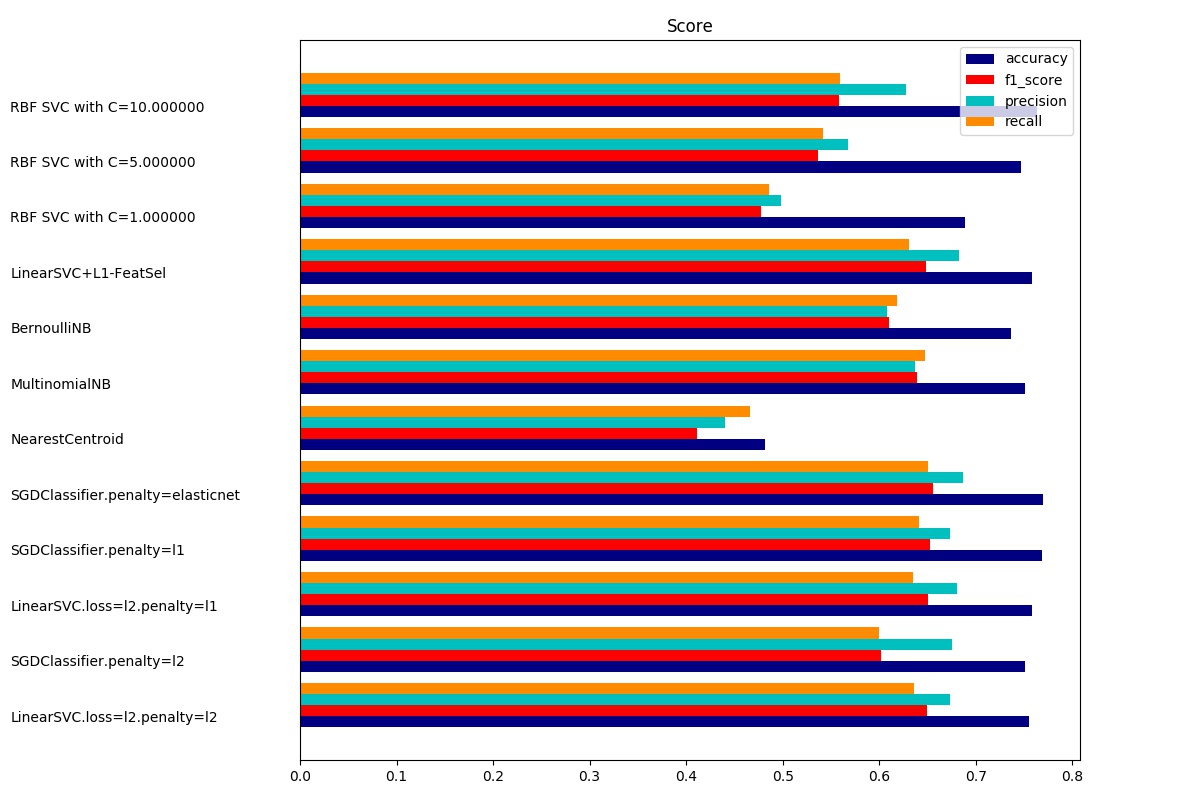 Score
accuracy
f1_score
precision
recall
RBF SVC with C=10.000000
RBF SVC with C=5.000000
RBF SVC with C=1.000000
LinearSVC+L1-FeatSel
BernoulliNB
MultinomialNB
NearestCentroid
SGDClassifier.penalty=elasticnet
SGDClassifier.penalty=l1
LinearSVC.loss=l2.penalty=l1
SGDClassifier.penalty=l2
LinearSVC.loss=l2.penalty=l2
0.0 0.1 0.2 0.3 0.4 0.5 0.6 0.7 0.8